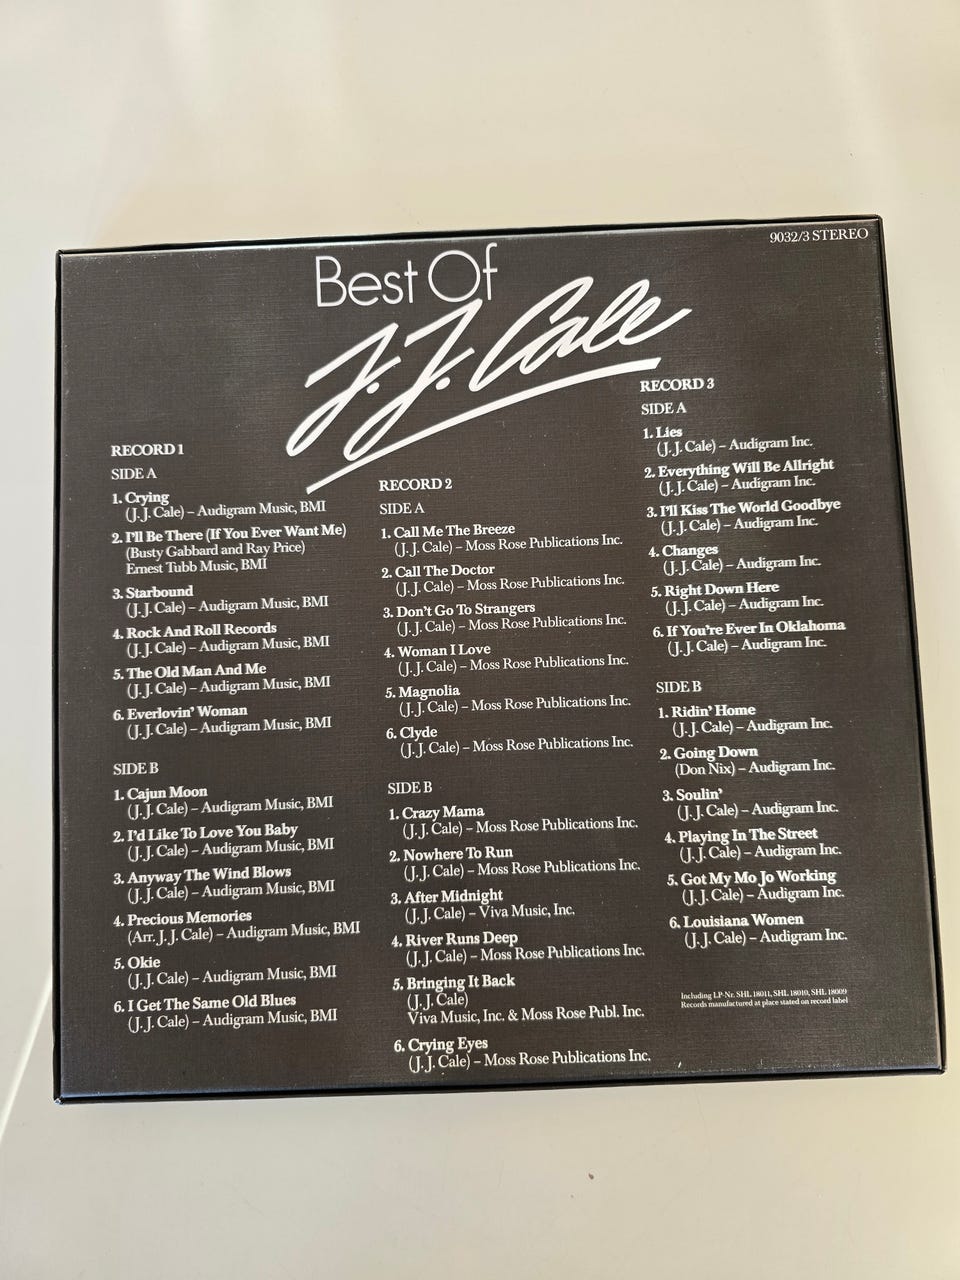 9032/3 STEREO
Best Of
J.J. Cale
RECORD 1
SIDE A
1. Crying
(J.J. Cale) – Audigram Music, BMI
2. I'll Be There (If You Ever Want Me)
(Busty Gabbard and Ray Price)
Ernest Tubb Music, BMI
3. Starbound
(J.J. Cale) – Audigram Music, BMI
4. Rock And Roll Records
(J.J. Cale) – Audigram Music, BMI
5. The Old Man And Me
(J.J. Cale) – Audigram Music, BMI
6. Everlovin' Woman
(J.J. Cale) – Audigram Music, BMI
SIDE B
1. Cajun Moon
(J.J. Cale) – Audigram Music, BMI
2. I'd Like To Love You Baby
(J.J. Cale) – Audigram Music, BMI
3. Anyway The Wind Blows
(J.J. Cale) – Audigram Music, BMI
4. Precious Memories
(Arr. J.J. Cale) – Audigram Music, BMI
5. Okie
(J.J. Cale) – Audigram Music, BMI
6. I Get The Same Old Blues
(J.J. Cale) – Audigram Music, BMI
RECORD 2
SIDE A
1. Call Me The Breeze
(J.J. Cale) – Moss Rose Publications Inc.
2. Call The Doctor
(J.J. Cale) – Moss Rose Publications Inc.
3. Don't Go To Strangers
(J.J. Cale) – Moss Rose Publications Inc.
4. Woman I Love
(J.J. Cale) – Moss Rose Publications Inc.
5. Magnolia
(J.J. Cale) – Moss Rose Publications Inc.
6. Clyde
(J.J. Cale) – Moss Rose Publications Inc.
SIDE B
1. Crazy Mama
(J.J. Cale) – Moss Rose Publications Inc.
2. Nowhere To Run
(J.J. Cale) – Moss Rose Publications Inc.
3. After Midnight
(J.J. Cale) – Viva Music, Inc.
4. River Runs Deep
(J.J. Cale) – Moss Rose Publications Inc.
5. Bringing It Back
(J.J. Cale)
Viva Music, Inc. & Moss Rose Publ. Inc.
6. Crying Eyes
(J.J. Cale) – Moss Rose Publications Inc.
RECORD 3
SIDE A
1. Lies
(J.J. Cale) – Audigram Inc.
2. Everything Will Be Allright
(J.J. Cale) – Audigram Inc.
3. I'll Kiss The World Goodbye
(J.J. Cale) – Audigram Inc.
4. Changes
(J.J. Cale) – Audigram Inc.
5. Right Down Here
(J.J. Cale) – Audigram Inc.
6. If You're Ever In Oklahoma
(J.J. Cale) – Audigram Inc.
SIDE B
1. Ridin' Home
(J.J. Cale) – Audigram Inc.
2. Going Down
(Don Nix) – Audigram Inc.
3. Soulin'
(J.J. Cale) – Audigram Inc.
4. Playing In The Street
(J.J. Cale) – Audigram Inc.
5. Got My Mo Jo Working
(J.J. Cale) – Audigram Inc.
6. Louisiana Women
(J.J. Cale) – Audigram Inc.
Including LP-Nr. SHL 18011, SHL 18010, SHL 18009
Records manufactured at place stated on record label